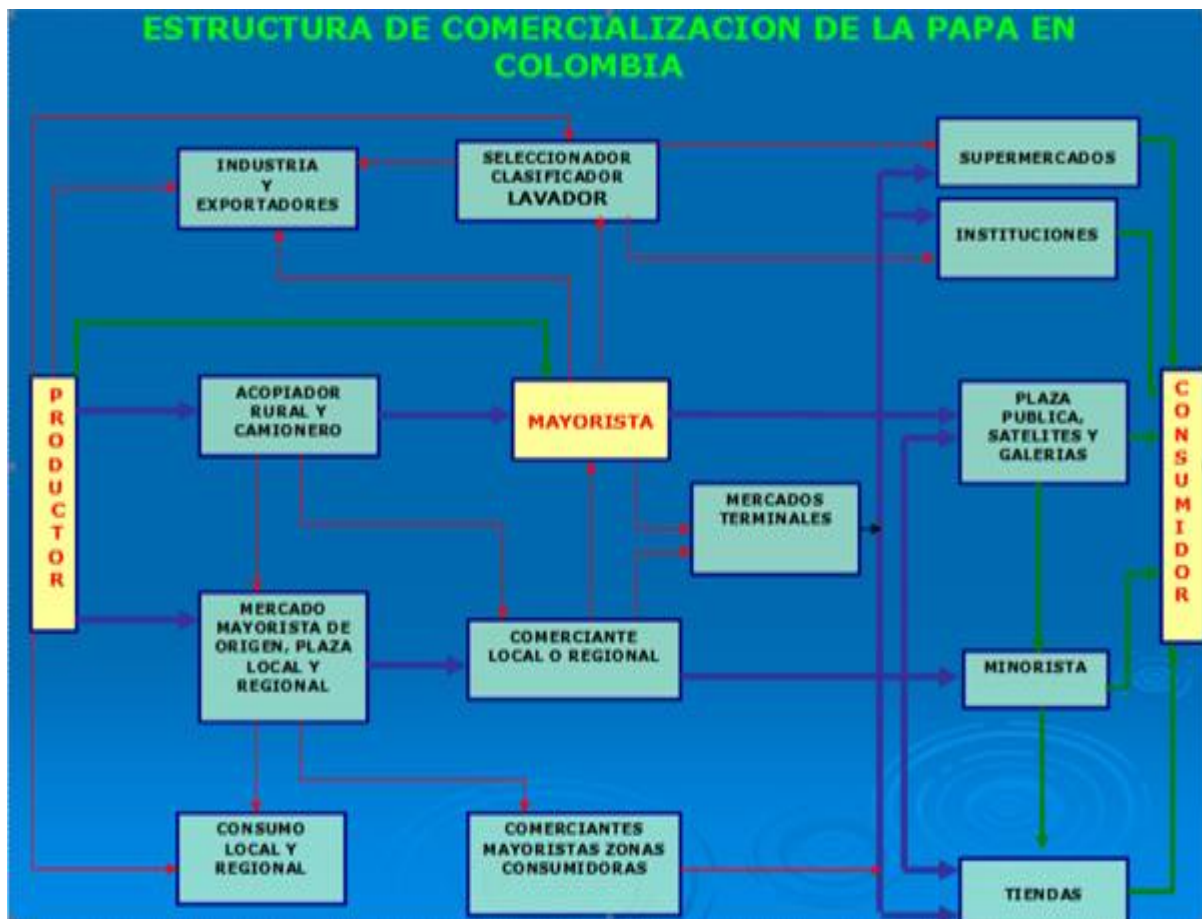 ESTRUCTURA DE COMERCIALIZACION DE LA PAPA EN
COLOMBIA
INDUSTRIA
Y
EXPORTADORES
SELECCIONADOR
CLASIFICADOR
LAVADOR
SUPERMERCADOS
INSTITUCIONES
PRODUCTOR
ACOPIADOR
RURAL Y
CAMIONERO
MAYORISTA
PLAZA
PUBLICA,
SATELITES Y
GALERIAS
CONSUMIDOR
MERCADOS
TERMINALES
MERCADO
MAYORISTA DE
ORIGEN, PLAZA
LOCAL Y
REGIONAL
COMERCIANTE
LOCAL O REGIONAL
MINORISTA
CONSUMO
LOCAL Y
REGIONAL
COMERCIANTES
MAYORISTAS ZONAS
CONSUMIDORAS
TIENDAS